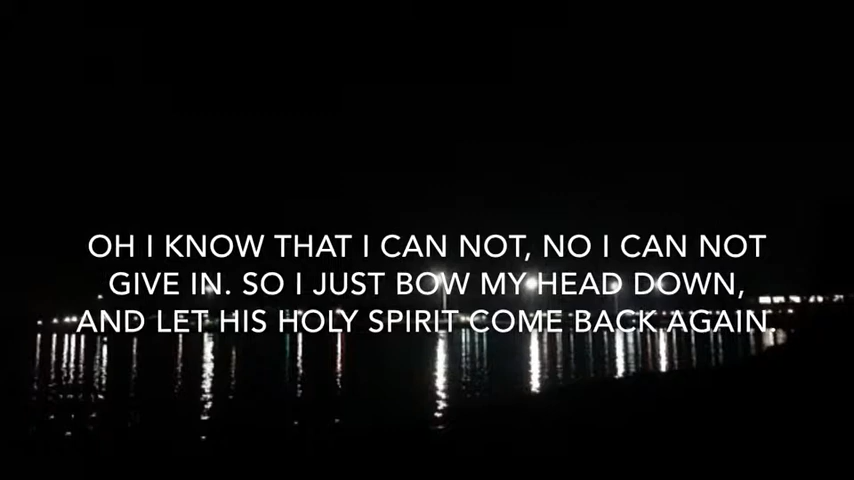 OH I KNOW THAT I CAN NOT, NO I CAN NOT
GIVE IN. SO I JUST BOW MY HEAD DOWN,
AND LET HIS HOLY SPIRIT COME BACK AGAIN.